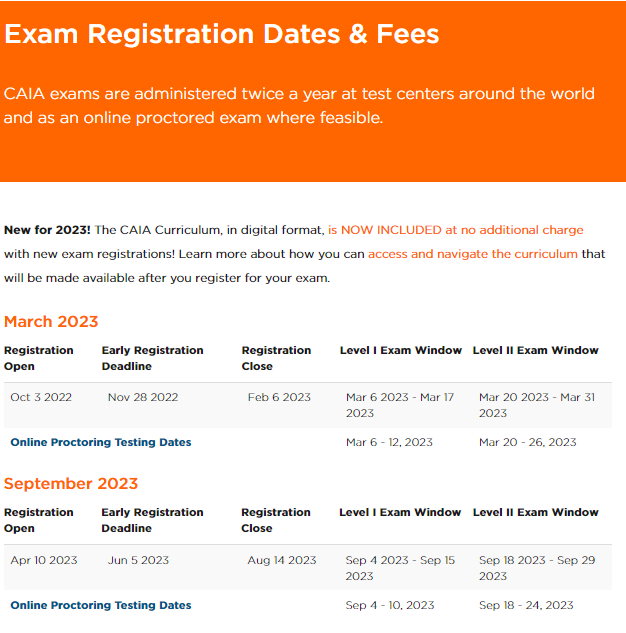 Exam Registration Dates & Fees
CAIA exams are administered twice a year at test centers around the world
and as an online proctored exam where feasible.
New for 2023! The CAIA Curriculum, in digital format, is NOW INCLUDED at no additional charge
with new exam registrations! Learn more about how you can access and navigate the curriculum that
will be made available after you register for your exam.
March 2023
Registration Open Early Registration Deadline Registration Close Level I Exam Window Level II Exam Window
Oct 3 2022 Nov 28 2022 Feb 6 2023 Mar 6 2023 - Mar 17 2023 Mar 20 2023 - Mar 31 2023
Online Proctoring Testing Dates Mar 6 - 12, 2023 Mar 20 - 26, 2023
September 2023
Registration Open Early Registration Deadline Registration Close Level I Exam Window Level II Exam Window
Apr 10 2023 Jun 5 2023 Aug 14 2023 Sep 4 2023 - Sep 15 2023 Sep 18 2023 - Sep 29 2023
Online Proctoring Testing Dates Sep 4 - 10, 2023 Sep 18 - 24, 2023